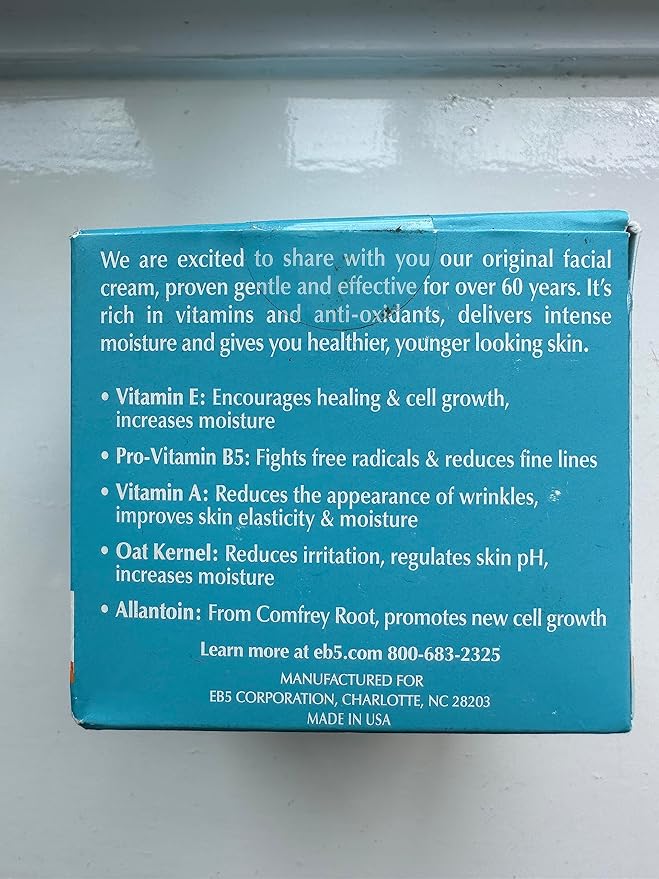 We are excited to share with you our original facial
cream, proven gentle and effective for over 60 years. It's
rich in vitamins and anti-oxidants, delivers intense
moisture and gives you healthier, younger looking skin.
• Vitamin E: Encourages healing & cell growth,
increases moisture
• Pro-Vitamin B5: Fights free radicals & reduces fine lines
• Vitamin A: Reduces the appearance of wrinkles,
improves skin elasticity & moisture
• Oat Kernel: Reduces irritation, regulates skin pH,
increases moisture
• Allantoin: From Comfrey Root, promotes new cell growth
Learn more at eb5.com 800-683-2325
MANUFACTURED FOR
EB5 CORPORATION, CHARLOTTE, NC 28203
MADE IN USA